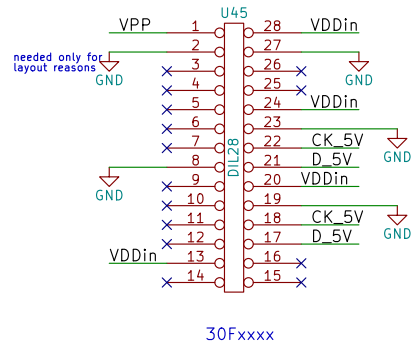 U45
VPP 1 28 VDDin
2 27
needed only for
layout reasons
GND GND
3 26
4 25
5 24 VDDin
6 23
7 22 CK_5V
GND
8 21 D_5V
DIL28
9 20 VDDin
GND
10 19
11 18 CK_5V
12 17 D_5V
GND
VDDin 13 16
14 15
30Fxxxx